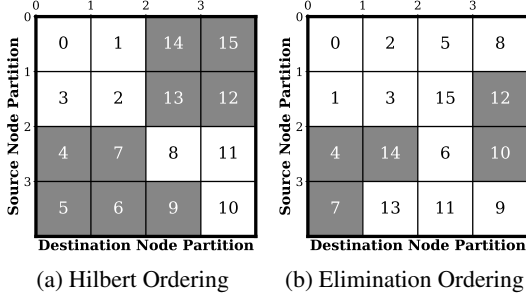 0 1 2 3
0 1 2 3
Source Node Partition
0 1 14 15
3 2 13 12
4 7 8 11
5 6 9 10
Destination Node Partition
(a) Hilbert Ordering
0 1 2 3
0 1 2 3
Source Node Partition
0 2 5 8
1 3 15 12
4 14 6 10
7 13 11 9
Destination Node Partition
(b) Elimination Ordering